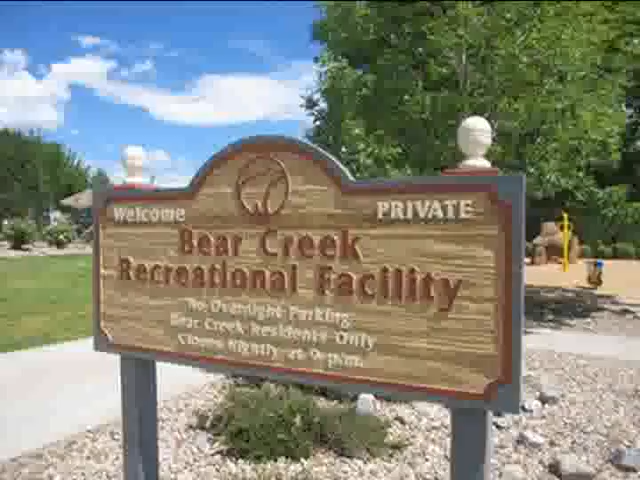 Welcome PRIVATE
Bear Creek
Recreational Facility
No Overnight Parking
Bear Creek Residents Only
Closes Nightly at 9 p.m.